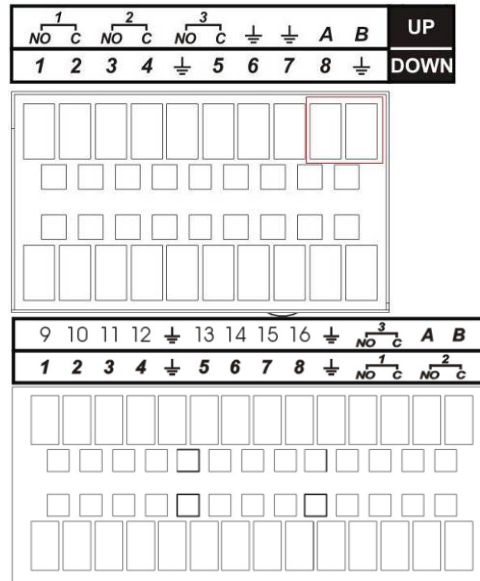 1 2 3
NO C NO C NO C ⏚ ⏚ A B UP
1 2 3 4 ⏚ 5 6 7 8 ⏚ DOWN
9 10 11 12 ⏚ 13 14 15 16 ⏚ NO 3 C A B
1 2 3 4 ⏚ 5 6 7 8 ⏚ NO 1 C NO 2 C